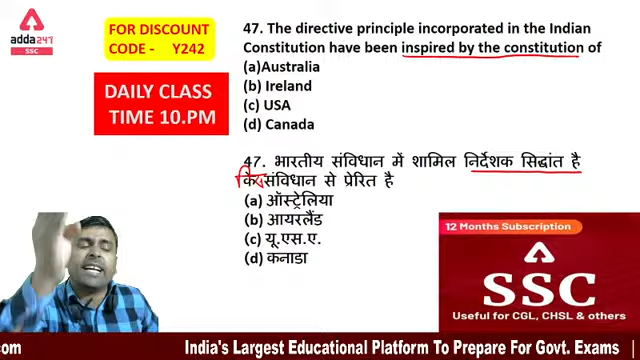 adda247
SSC
FOR DISCOUNT
CODE - Y242
DAILY CLASS
TIME 10.PM
47. The directive principle incorporated in the Indian
Constitution have been inspired by the constitution of
(a)Australia
(b) Ireland
(c) USA
(d) Canada
47. भारतीय संविधान में शामिल निर्देशक सिद्धांत है
संविधान से प्रेरित है
(a) ऑस्ट्रेलिया
(b) आयरलैंड
(c) यू.एस.ए.
(d) कनाडा
12 Months Subscription
SSC
Useful for CGL, CHSL & others
com
India's Largest Educational Platform To Prepare For Govt. Exams |